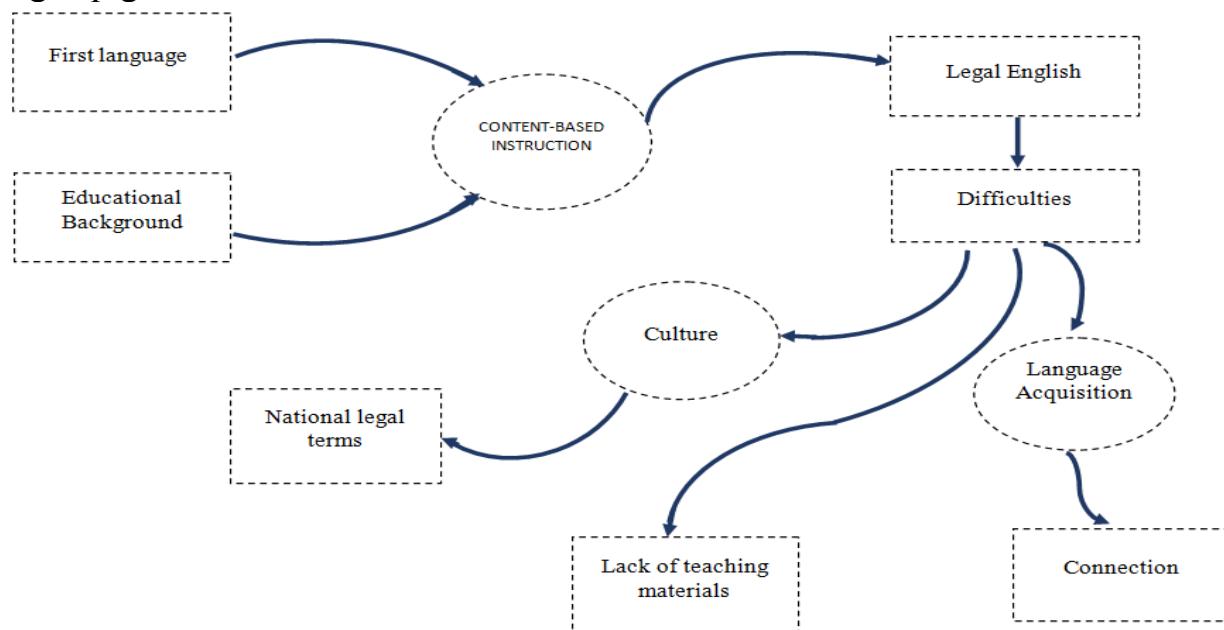 First language
Legal English
CONTENT-BASED
INSTRUCTION
Educational
Background
Difficulties
Culture
Language
Acquisition
National legal
terms
Lack of teaching
materials
Connection